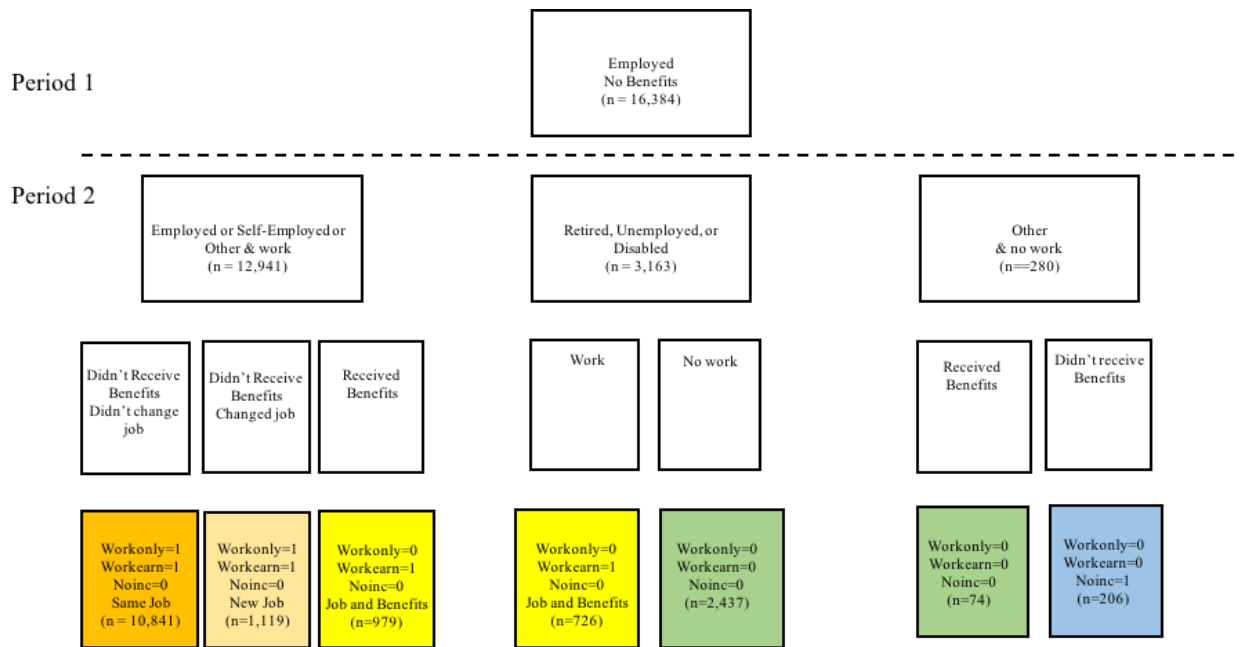 Period 1
Employed
No Benefits
(n = 16,384)
Period 2
Employed or Self-Employed or
Other & work
(n = 12,941)
Retired, Unemployed, or
Disabled
(n = 3,163)
Other
& no work
(n==280)
Didn't Receive
Benefits
Didn't change
job
Didn't Receive
Benefits
Changed job
Received
Benefits
Work
No work
Received
Benefits
Didn't receive
Benefits
Workonly=1
Workearn=1
Noinc=0
Same Job
(n = 10,841)
Workonly=1
Workearn=1
Noinc=0
New Job
(n=1,119)
Workonly=0
Workearn=1
Noinc=0
Job and Benefits
(n=979)
Workonly=0
Workearn=1
Noinc=0
Job and Benefits
(n=726)
Workonly=0
Workearn=0
Noinc=0
(n=2,437)
Workonly=0
Workearn=0
Noinc=0
(n=74)
Workonly=0
Workearn=0
Noinc=1
(n=206)